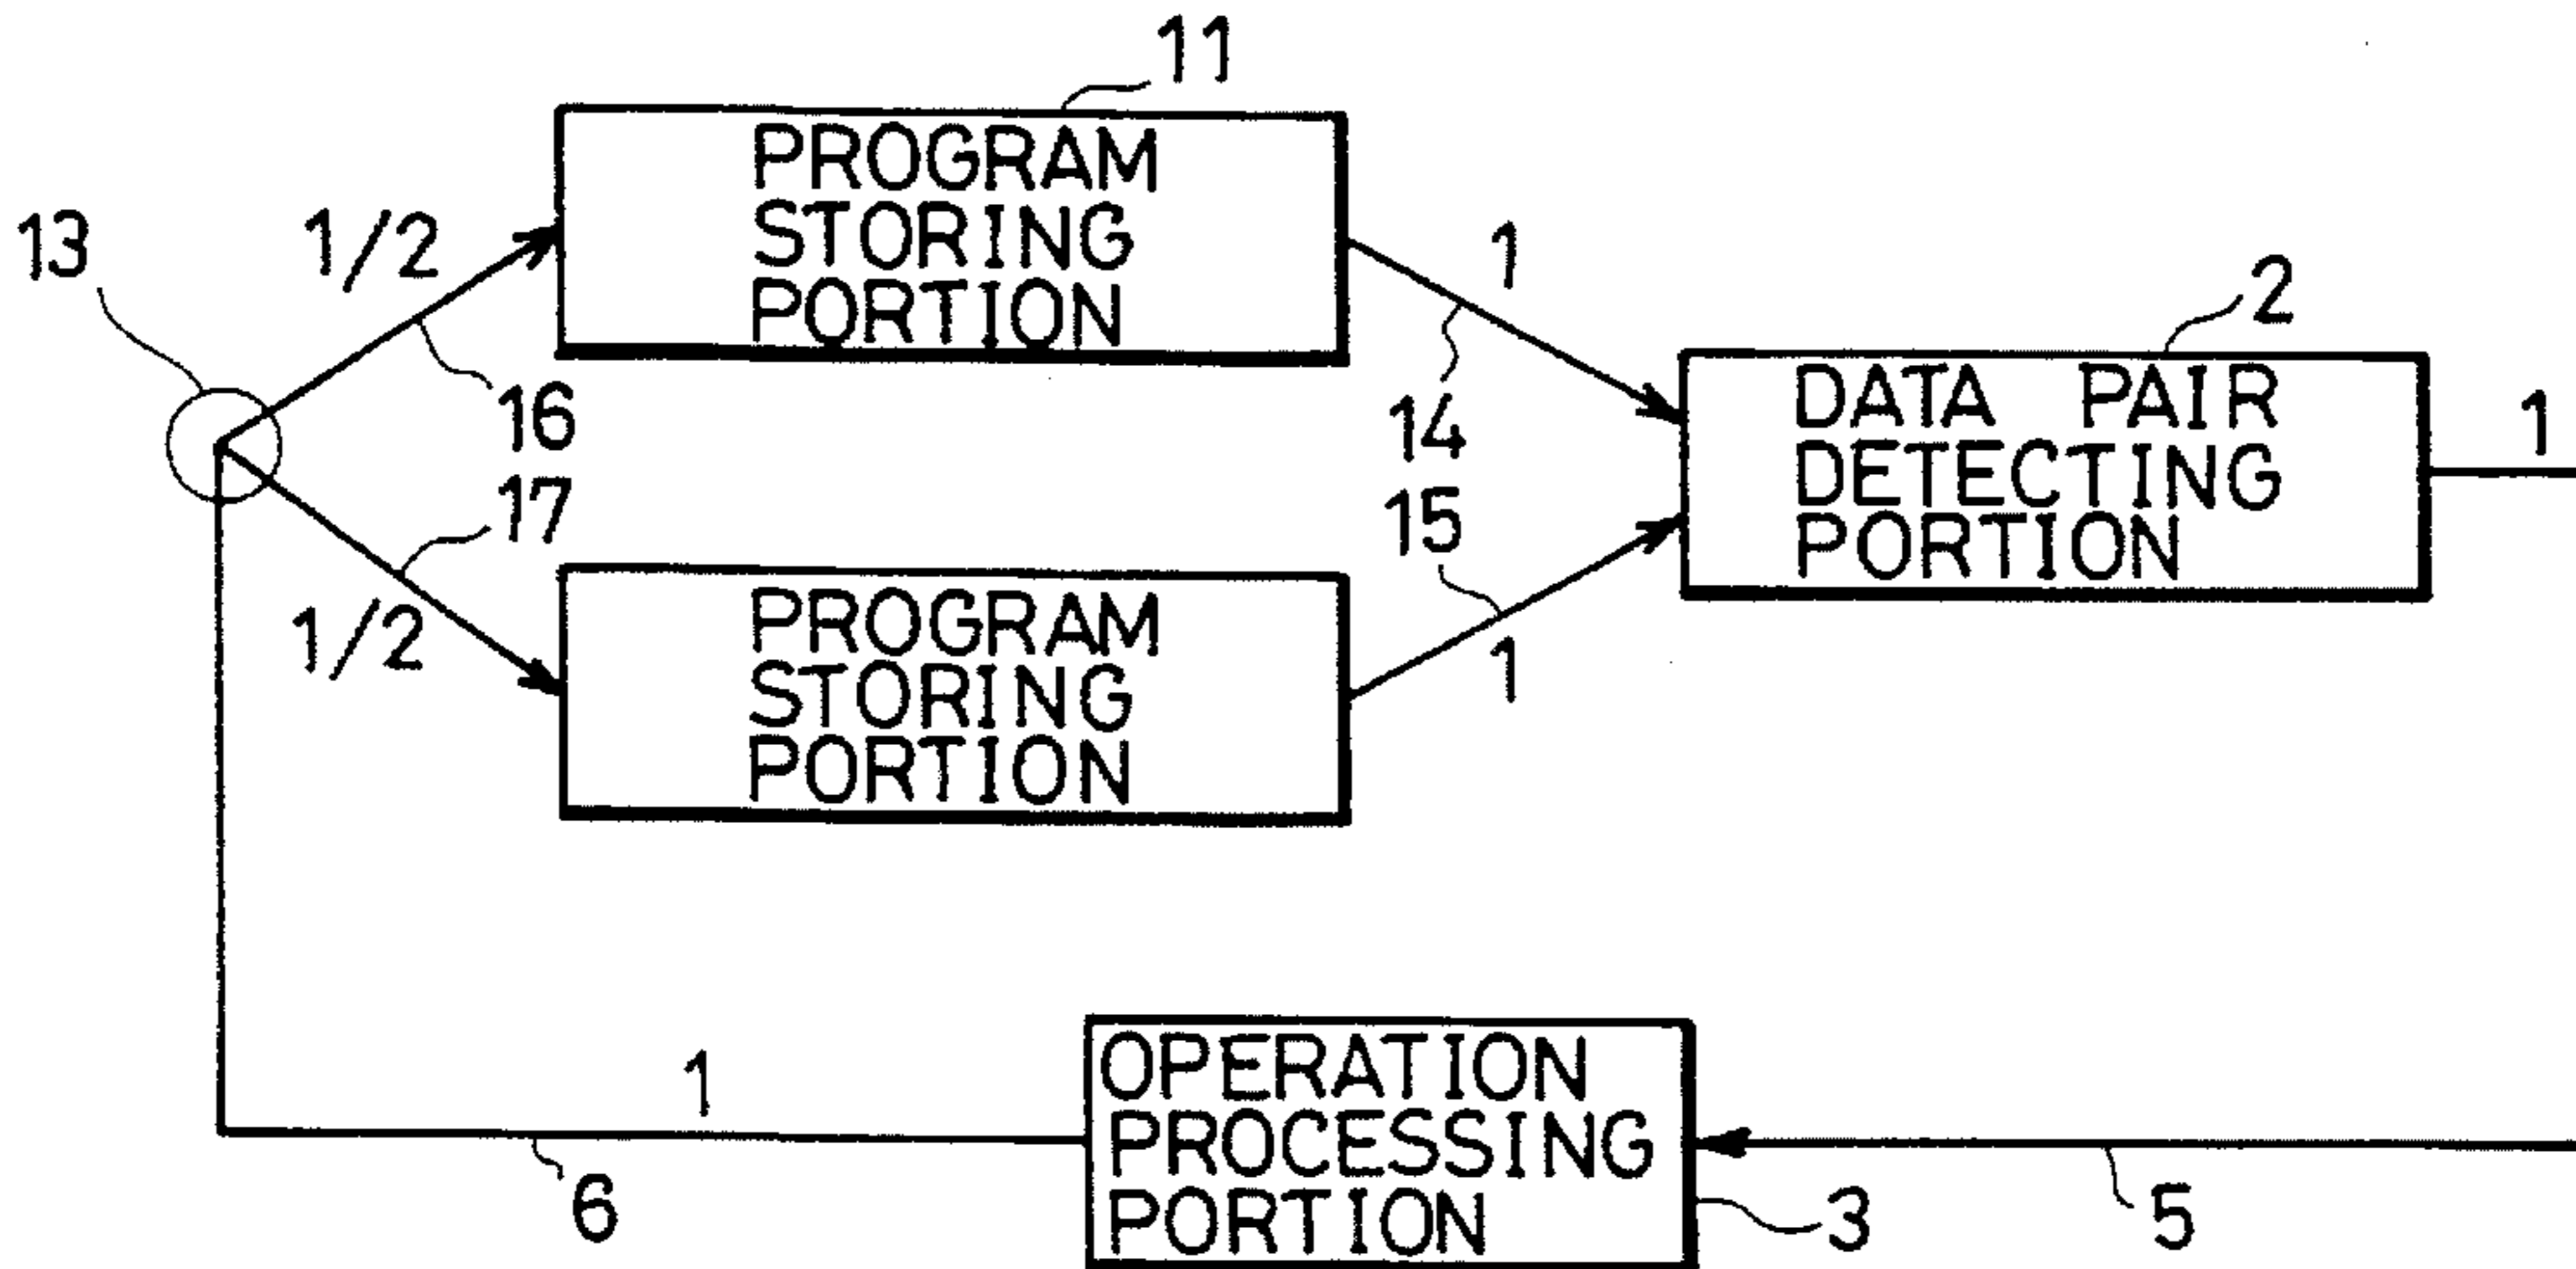 11
PROGRAM
STORING
PORTION
13
1/2
16
1
14
2
DATA PAIR
DETECTING
PORTION
1
17
1/2
15
1
PROGRAM
STORING
PORTION
1
6
OPERATION
PROCESSING
PORTION
3
5